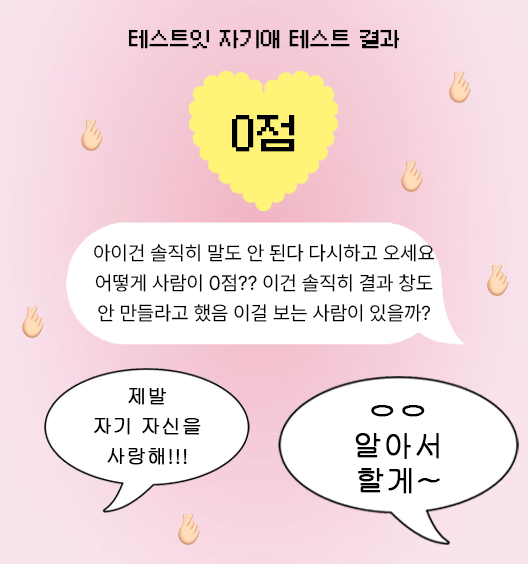 테스트잇 자기애 테스트 결과
0점
아이건 솔직히 말도 안 된다 다시하고 오세요
어떻게 사람이 0점?? 이건 솔직히 결과 창도
안 만들라고 했음 이걸 보는 사람이 있을까?
제발
자기 자신을
사랑해!!!
ㅇㅇ
알아서
할게~